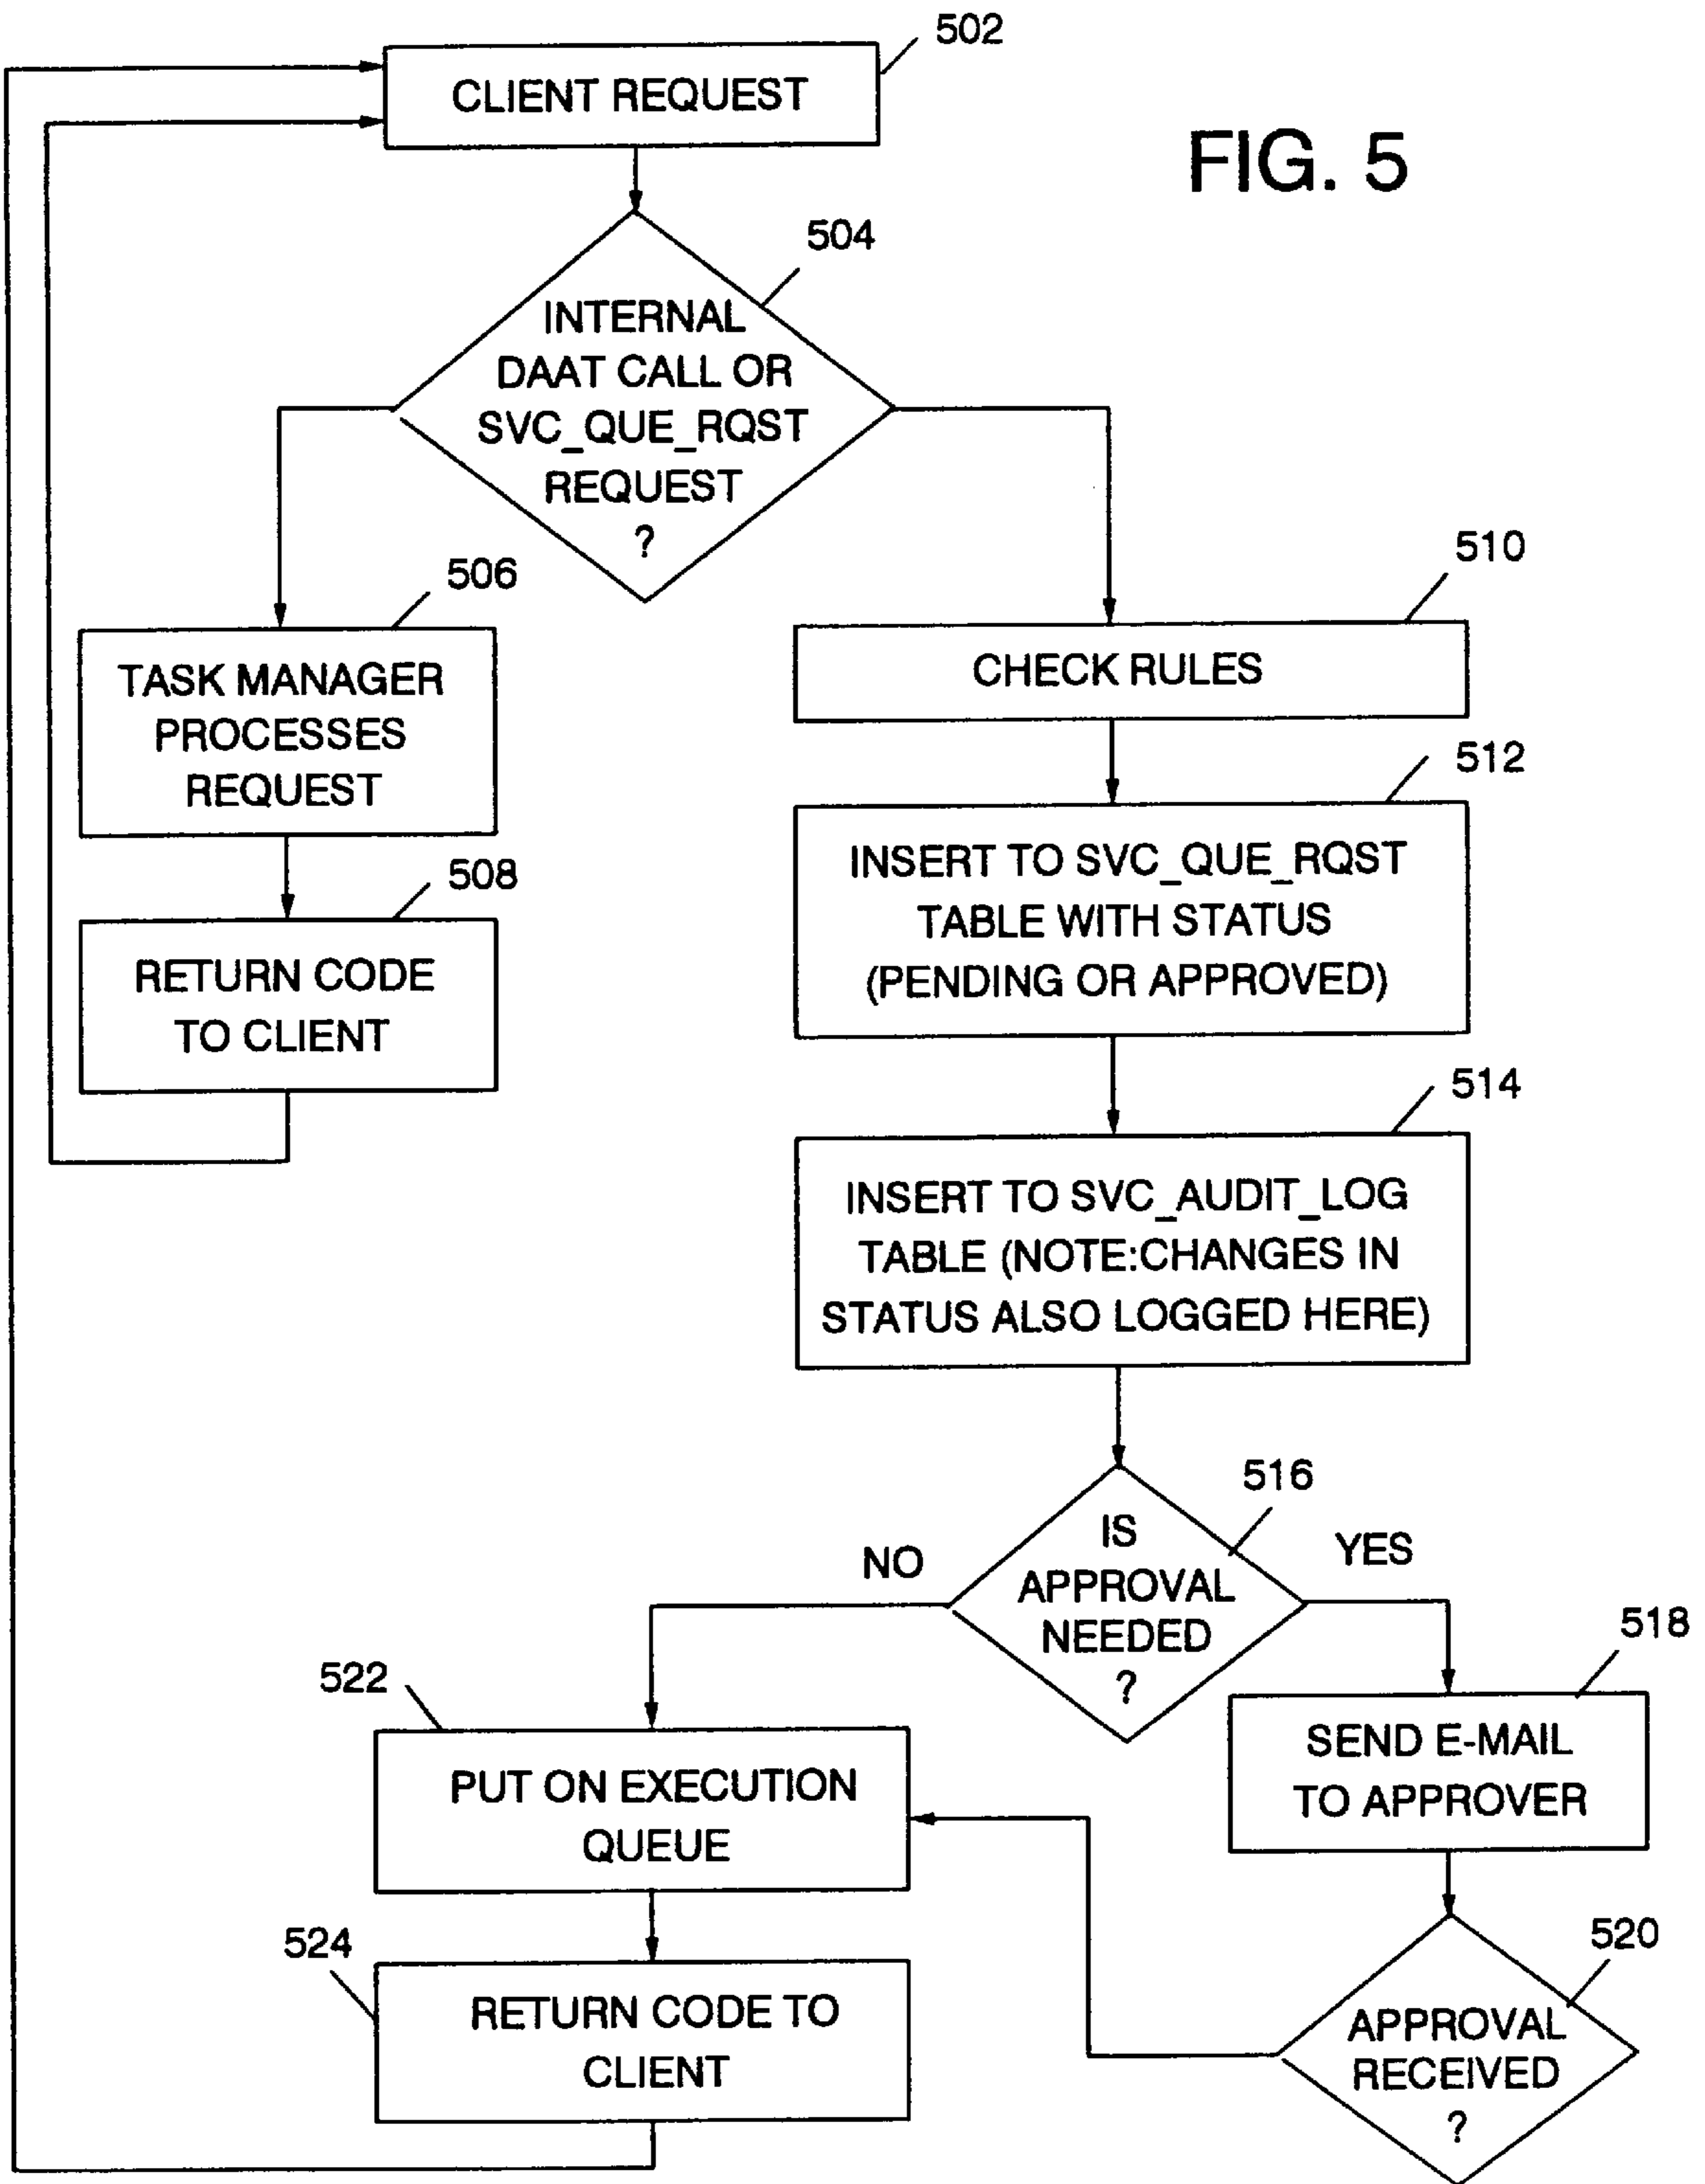 502
CLIENT REQUEST
FIG. 5
504
INTERNAL
DAAT CALL OR
SVC_QUE_RQST
REQUEST
?
506
TASK MANAGER
PROCESSES
REQUEST
508
RETURN CODE
TO CLIENT
510
CHECK RULES
512
INSERT TO SVC_QUE_RQST
TABLE WITH STATUS
(PENDING OR APPROVED)
514
INSERT TO SVC_AUDIT_LOG
TABLE (NOTE:CHANGES IN
STATUS ALSO LOGGED HERE)
516
IS
APPROVAL
NEEDED
?
NO
YES
518
SEND E-MAIL
TO APPROVER
522
PUT ON EXECUTION
QUEUE
524
RETURN CODE TO
CLIENT
520
APPROVAL
RECEIVED
?